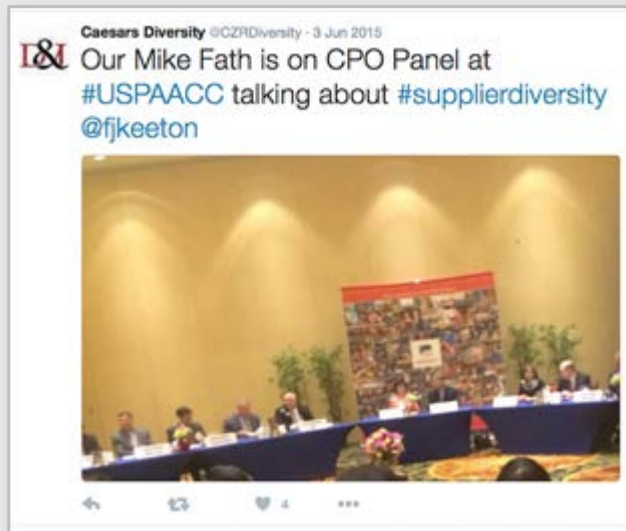 Caesars Diversity @CZRDiversity · 3 Jun 2015
D&I Our Mike Fath is on CPO Panel at
#USPAACC talking about #supplierdiversity
@fjkeeton
4